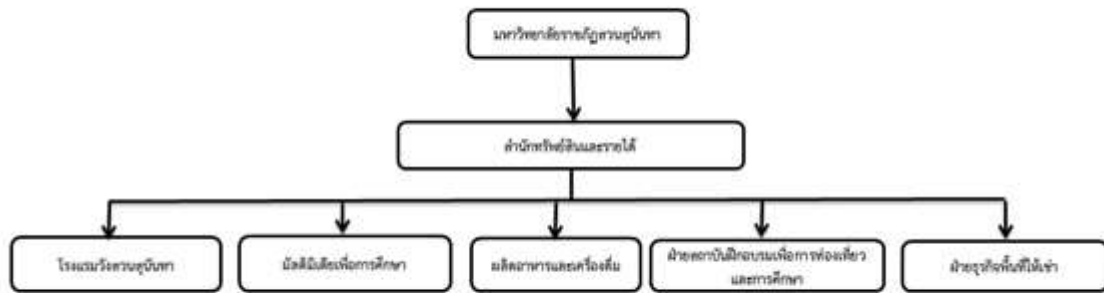 มหาวิทยาลัยราชภัฏสวนสุนันทา
สำนักทรัพย์สินและรายได้
โรงแรมวังสวนสุนันทา
มัลติมีเดียเพื่อการศึกษา
ผลิตอาหารและเครื่องดื่ม
ฝ่ายสถาบันฝึกอบรมเพื่อการท่องเที่ยว
และการศึกษา
ฝ่ายธุรกิจพื้นที่ให้เช่า